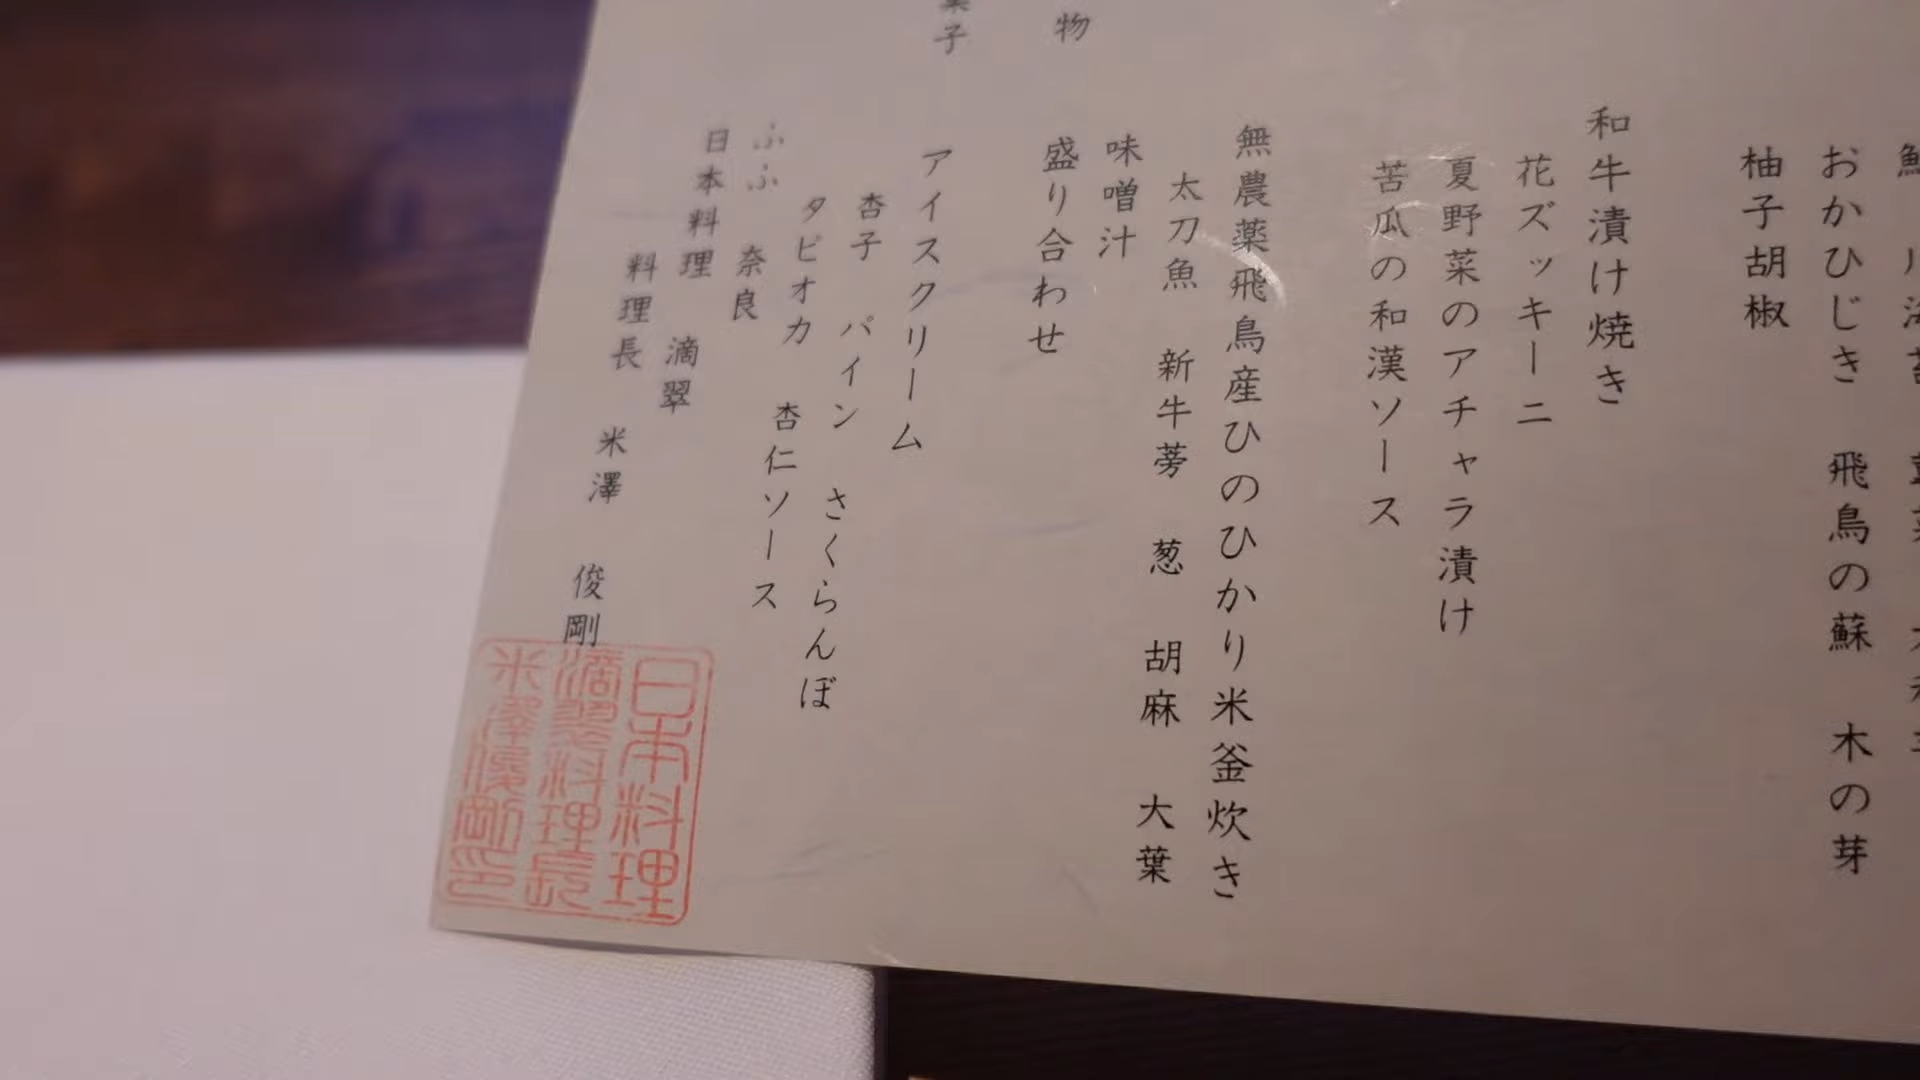 おかひじき　飛鳥の蘇　木の芽
柚子胡椒
和牛漬け焼き
花ズッキーニ
夏野菜のアチャラ漬け
苦瓜の和漢ソース
無農薬飛鳥産ひのひかり米釜炊き
太刀魚　新牛蒡　葱　胡麻　大葉
物
味噌汁
盛り合わせ
菓子
アイスクリーム
杏子　パイン　さくらんぼ
タピオカ　杏仁ソース
ふふ　奈良
日本料理　滴翠
料理長　米澤　俊剛
日本料理
滴翠料理長
米澤俊剛印